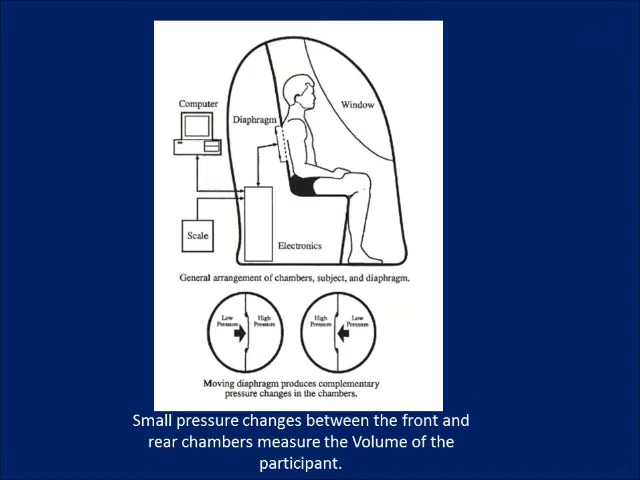 Computer
Diaphragm
Window
Scale
Electronics
General arrangement of chambers, subject, and diaphragm.
Low
Pressure
High
Pressure
High
Pressure
Low
Pressure
Moving diaphragm produces complementary
pressure changes in the chambers.
Small pressure changes between the front and
rear chambers measure the Volume of the
participant.